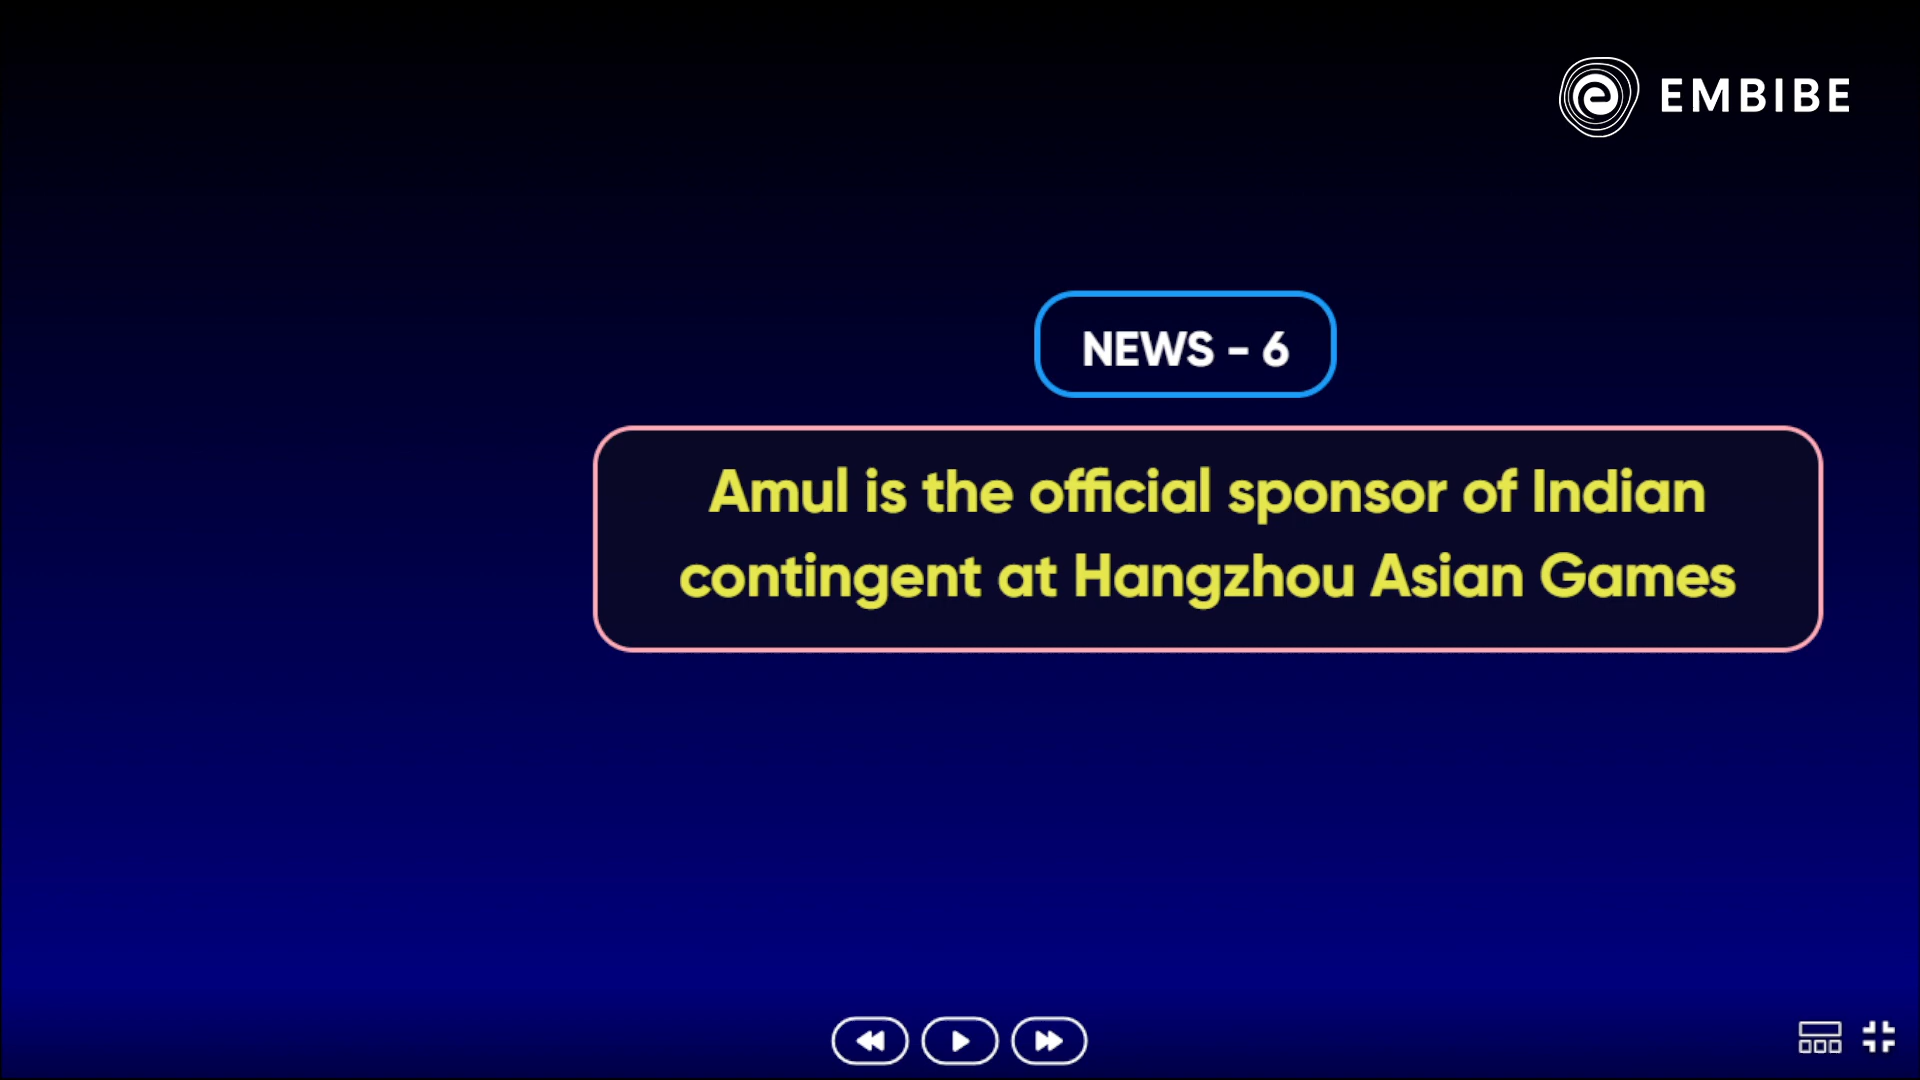 EMBIBE
NEWS - 6
Amul is the official sponsor of Indian
contingent at Hangzhou Asian Games